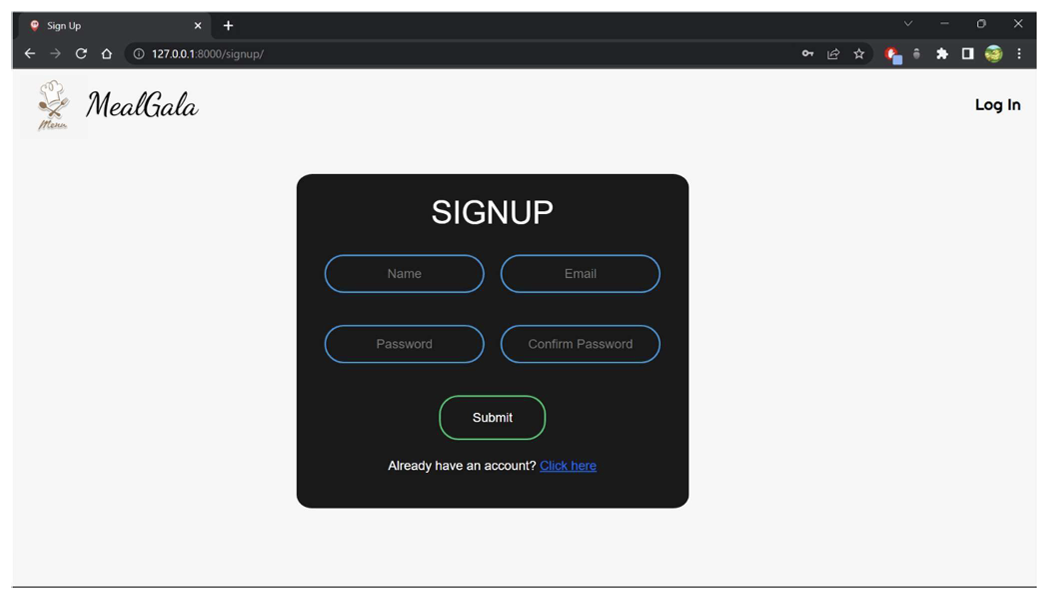 Sign Up
127.0.0.1:8000/signup/
Menu
MealGala
Log In
SIGNUP
Name Email
Password Confirm Password
Submit
Already have an account? Click here